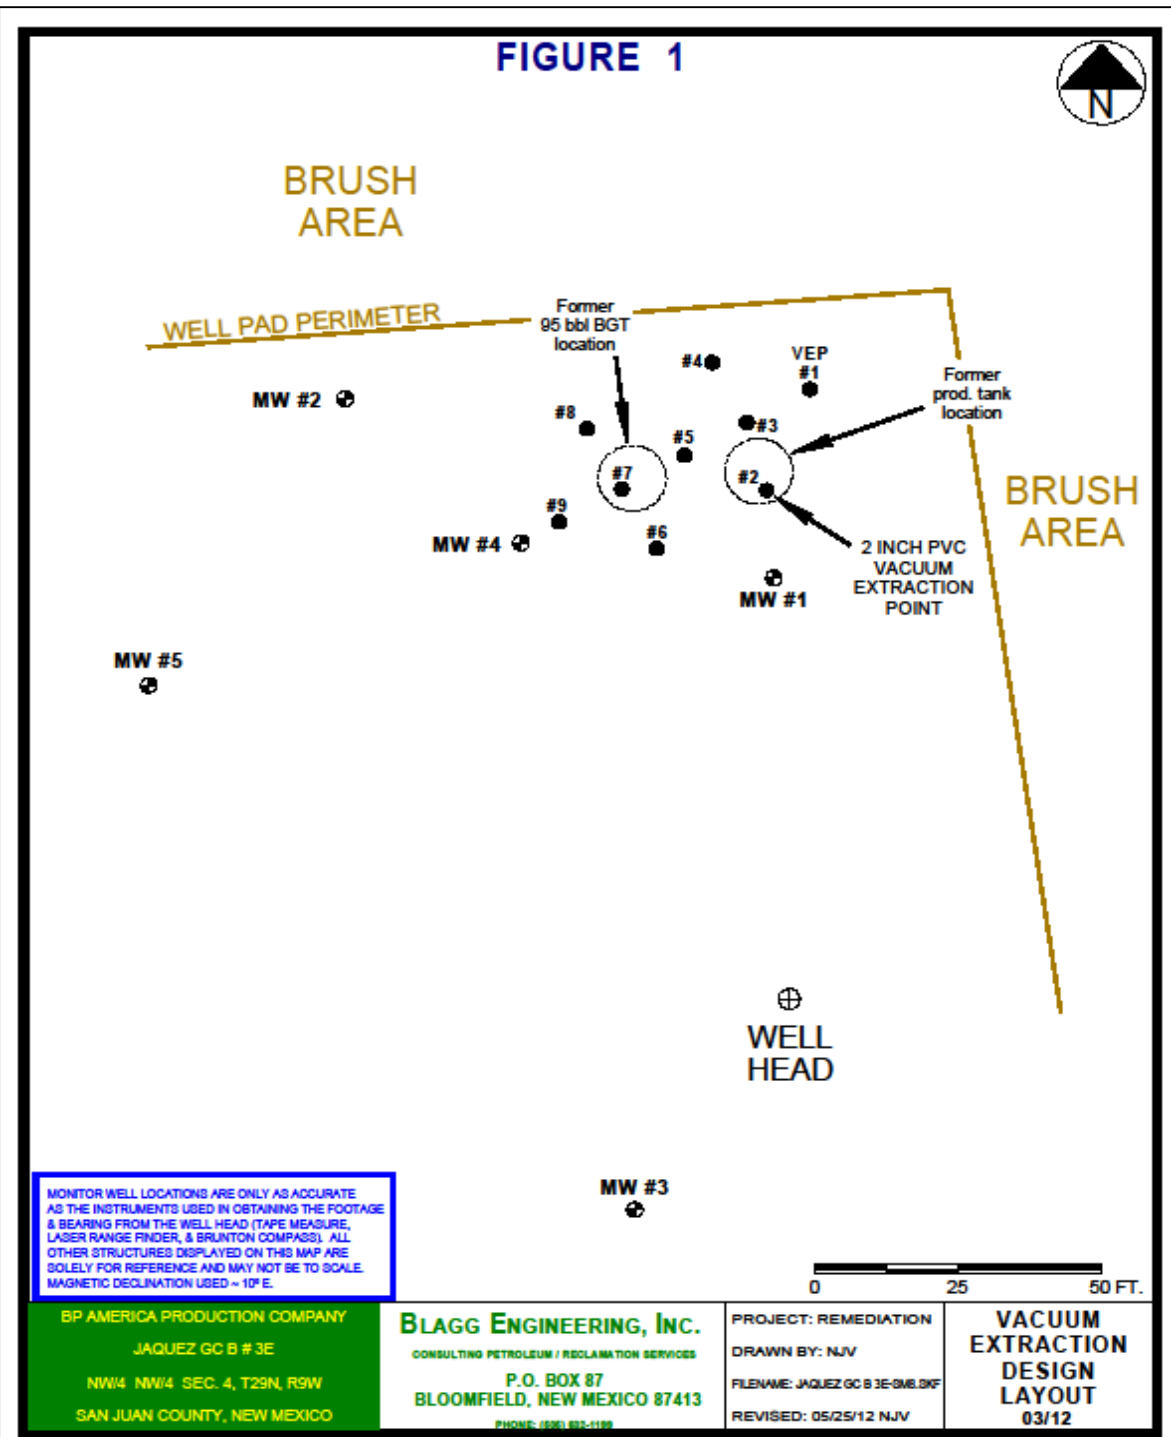 FIGURE 1
N
BRUSH
AREA
WELL PAD PERIMETER
Former
95 bbl BGT
location
#4
VEP
#1
Former
prod. tank
location
MW #2
#8
#3
#5
#7
#2
BRUSH
AREA
#9
#6
MW #4
2 INCH PVC
VACUUM
EXTRACTION
POINT
MW #1
MW #5
WELL
HEAD
MW #3
MONITOR WELL LOCATIONS ARE ONLY AS ACCURATE
AS THE INSTRUMENTS USED IN OBTAINING THE FOOTAGE
& BEARING FROM THE WELL HEAD (TAPE MEASURE,
LASER RANGE FINDER, & BRUNTON COMPASS). ALL
OTHER STRUCTURES DISPLAYED ON THIS MAP ARE
SOLELY FOR REFERENCE AND MAY NOT BE TO SCALE.
MAGNETIC DECLINATION USED ~ 10º E.
0 25 50 FT.
BP AMERICA PRODUCTION COMPANY
JAQUEZ GC B # 3E
NW/4 NW/4 SEC. 4, T29N, R9W
SAN JUAN COUNTY, NEW MEXICO
BLAGG ENGINEERING, INC.
CONSULTING PETROLEUM / RECLAMATION SERVICES
P.O. BOX 87
BLOOMFIELD, NEW MEXICO 87413
PHONE: (505) 632-1199
PROJECT: REMEDIATION
DRAWN BY: NJV
FILENAME: JAQUEZ GC B 3E-SM8.SKF
REVISED: 05/25/12 NJV
VACUUM
EXTRACTION
DESIGN
LAYOUT
03/12